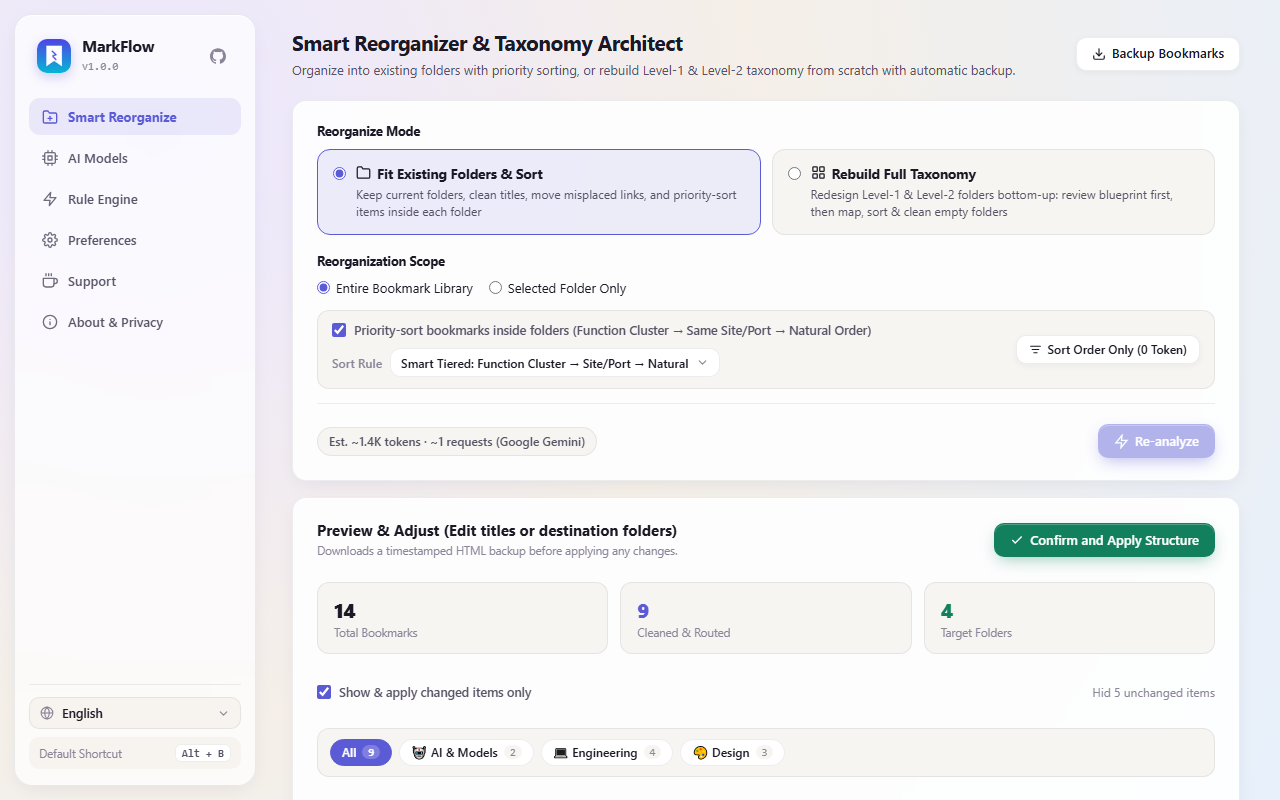 MarkFlow
v1.0.0
Smart Reorganize
AI Models
Rule Engine
Preferences
Support
About & Privacy
English
Default Shortcut
Alt + B
Smart Reorganizer & Taxonomy Architect
Organize into existing folders with priority sorting, or rebuild Level-1 & Level-2 taxonomy from scratch with automatic backup.
Backup Bookmarks
Reorganize Mode
Fit Existing Folders & Sort
Keep current folders, clean titles, move misplaced links, and priority-sort
items inside each folder
Rebuild Full Taxonomy
Redesign Level-1 & Level-2 folders bottom-up: review blueprint first,
then map, sort & clean empty folders
Reorganization Scope
Entire Bookmark Library
Selected Folder Only
Priority-sort bookmarks inside folders (Function Cluster → Same Site/Port → Natural Order)
Sort Rule
Smart Tiered: Function Cluster → Site/Port → Natural
Sort Order Only (0 Token)
Est. ~1.4K tokens · ~1 requests (Google Gemini)
Re-analyze
Preview & Adjust (Edit titles or destination folders)
Downloads a timestamped HTML backup before applying any changes.
Confirm and Apply Structure
14
Total Bookmarks
9
Cleaned & Routed
4
Target Folders
Show & apply changed items only
Hid 5 unchanged items
All 9
AI & Models 2
Engineering 4
Design 3